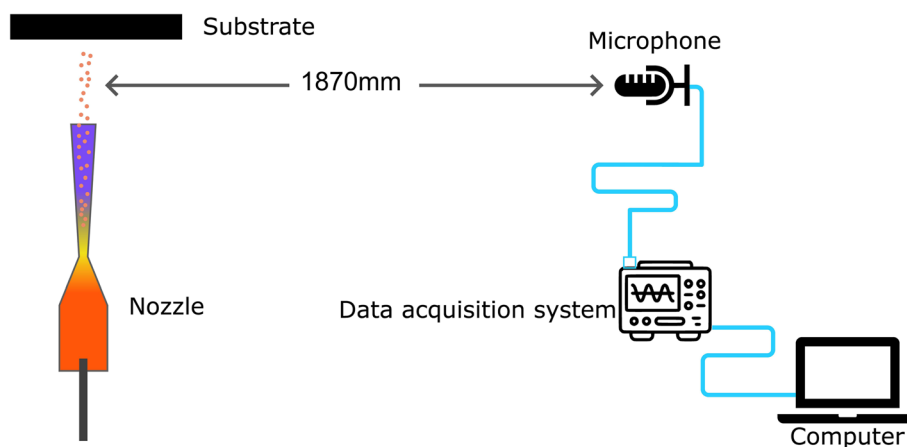 Substrate
Microphone
1870mm
Nozzle
Data acquisition system
Computer